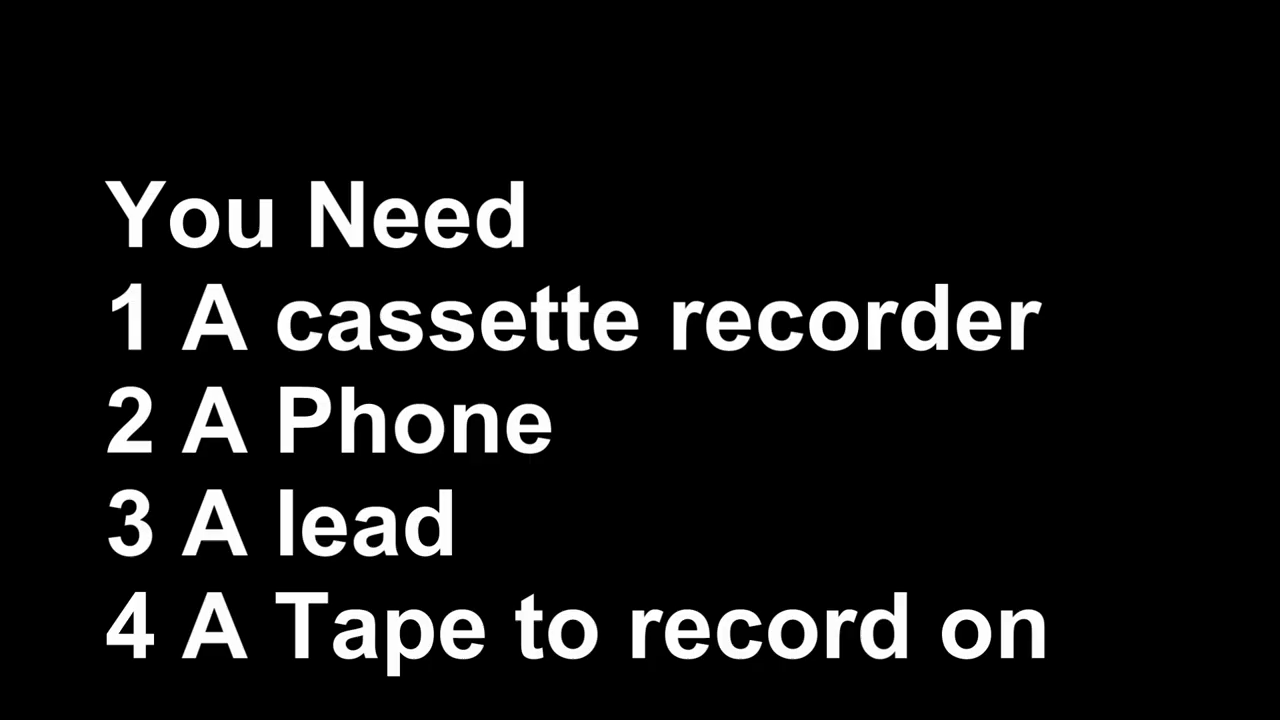 You Need
1 A cassette recorder
2 A Phone
3 A lead
4 A Tape to record on